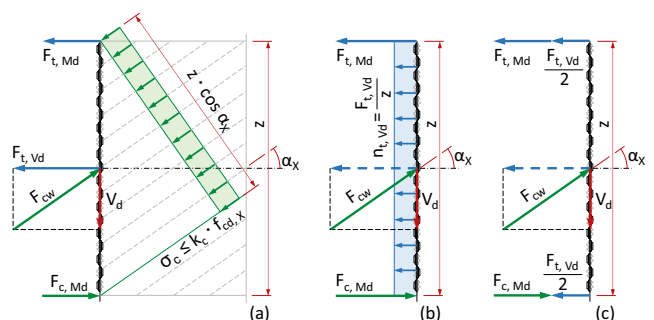 F_t, Md
z · cos α_X
z
F_t, Vd
F_cw
V_d
α_X
σ_c ≤ k_c · f_cd, X
F_c, Md
(a)
F_t, Md
n_t, Vd = F_t, Vd / z
z
α_X
F_cw
V_d
F_c, Md
(b)
F_t, Md
F_t, Vd / 2
z
α_X
F_cw
V_d
F_t, Vd / 2
F_c, Md
(c)